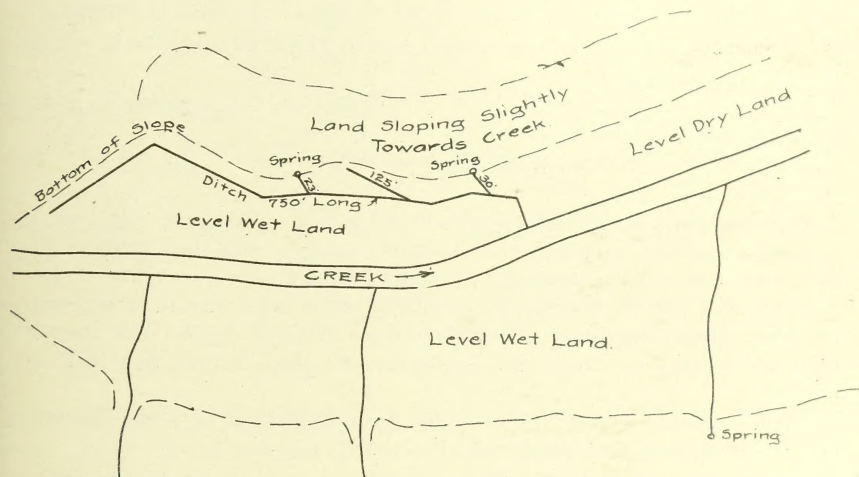 Land Sloping Slightly
Towards Creek.
Level Dry Land
Bottom of Slope
Spring
Spring
Ditch
23'
125'
30'
750' Long
Level Wet Land
CREEK
Level Wet Land.
Spring